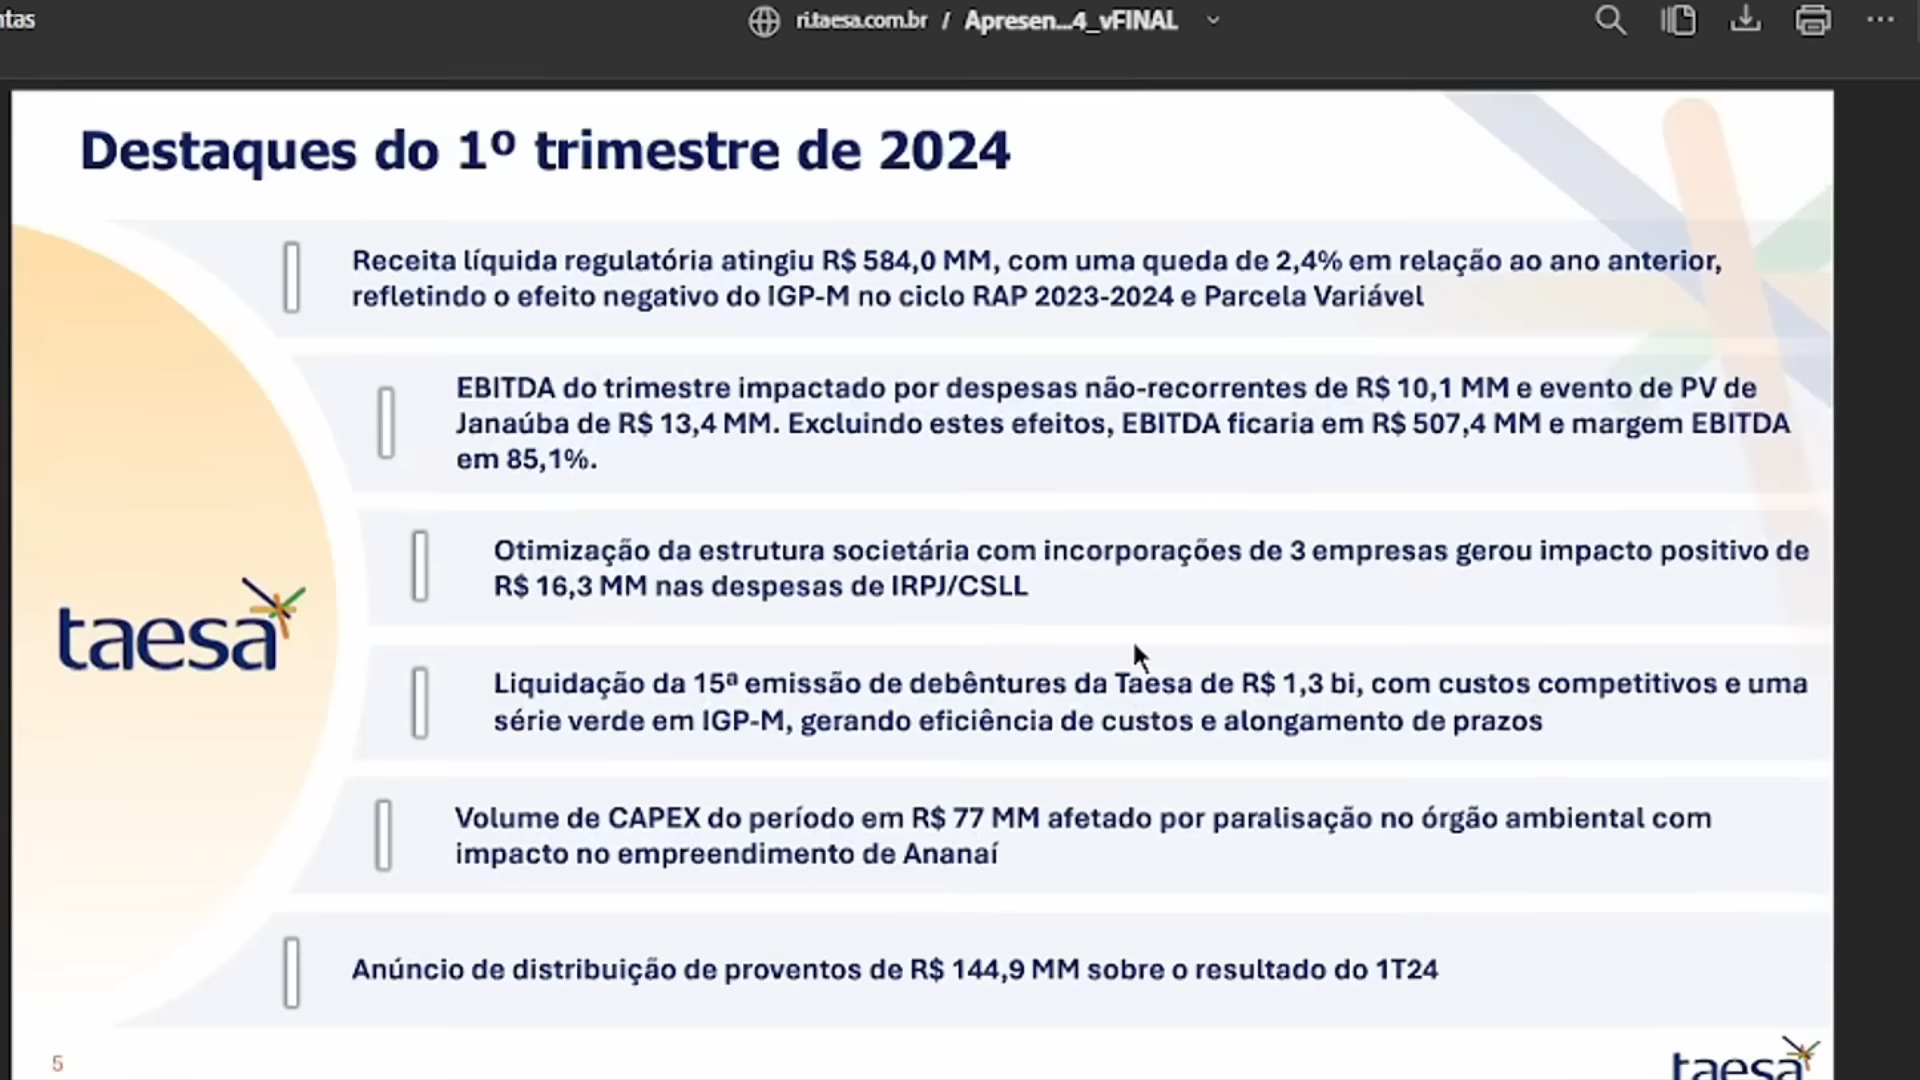 ntas
ri.taesa.com.br / Apresen...4_vFINAL
Destaques do 1º trimestre de 2024
Receita líquida regulatória atingiu R$ 584,0 MM, com uma queda de 2,4% em relação ao ano anterior,
refletindo o efeito negativo do IGP-M no ciclo RAP 2023-2024 e Parcela Variável
EBITDA do trimestre impactado por despesas não-recorrentes de R$ 10,1 MM e evento de PV de
Janaúba de R$ 13,4 MM. Excluindo estes efeitos, EBITDA ficaria em R$ 507,4 MM e margem EBITDA
em 85,1%.
Otimização da estrutura societária com incorporações de 3 empresas gerou impacto positivo de
R$ 16,3 MM nas despesas de IRPJ/CSLL
taesa
Liquidação da 15ª emissão de debêntures da Taesa de R$ 1,3 bi, com custos competitivos e uma
série verde em IGP-M, gerando eficiência de custos e alongamento de prazos
Volume de CAPEX do período em R$ 77 MM afetado por paralisação no órgão ambiental com
impacto no empreendimento de Ananaí
Anúncio de distribuição de proventos de R$ 144,9 MM sobre o resultado do 1T24
5
taesa